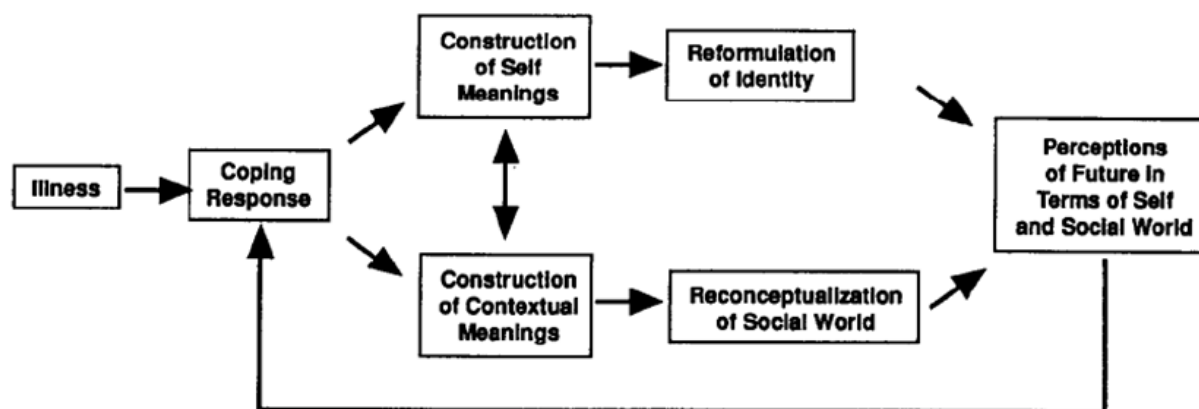 Illness
Coping
Response
Construction
of Self
Meanings
Reformulation
of Identity
Construction
of Contextual
Meanings
Reconceptualization
of Social World
Perceptions
of Future in
Terms of Self
and Social World